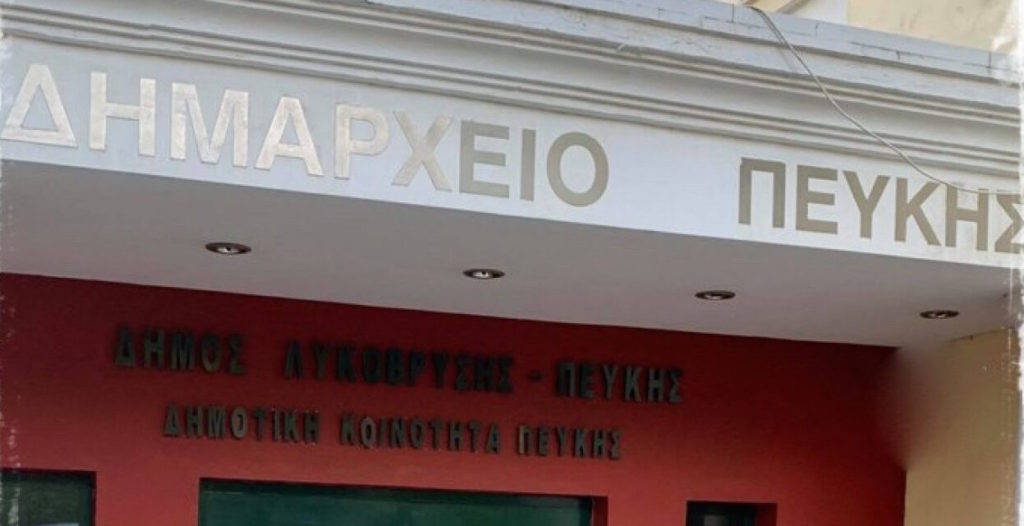 ΔΗΜΑΡΧΕΙΟ ΠΕΥΚΗΣ
ΔΗΜΟΣ ΛΥΚΟΒΡΥΣΗΣ - ΠΕΥΚΗΣ
ΔΗΜΟΤΙΚΗ ΚΟΙΝΟΤΗΤΑ ΠΕΥΚΗΣ